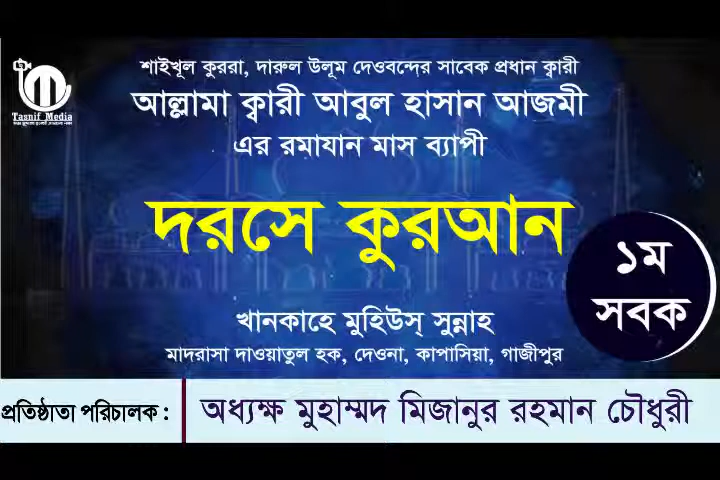 শাইখূল কুররা, দারুল উলূম দেওবন্দের সাবেক প্রধান ক্বারী
আল্লামা ক্বারী আবুল হাসান আজমী
এর রমাযান মাস ব্যাপী
দরসে কুরআন
১ম
সবক
খানকাহে মুহিউস্ সুন্নাহ
মাদরাসা দাওয়াতুল হক, দেওনা, কাপাসিয়া, গাজীপুর
প্রতিষ্ঠাতা পরিচালক : অধ্যক্ষ মুহাম্মদ মিজানুর রহমান চৌধুরী
Tasnif Media